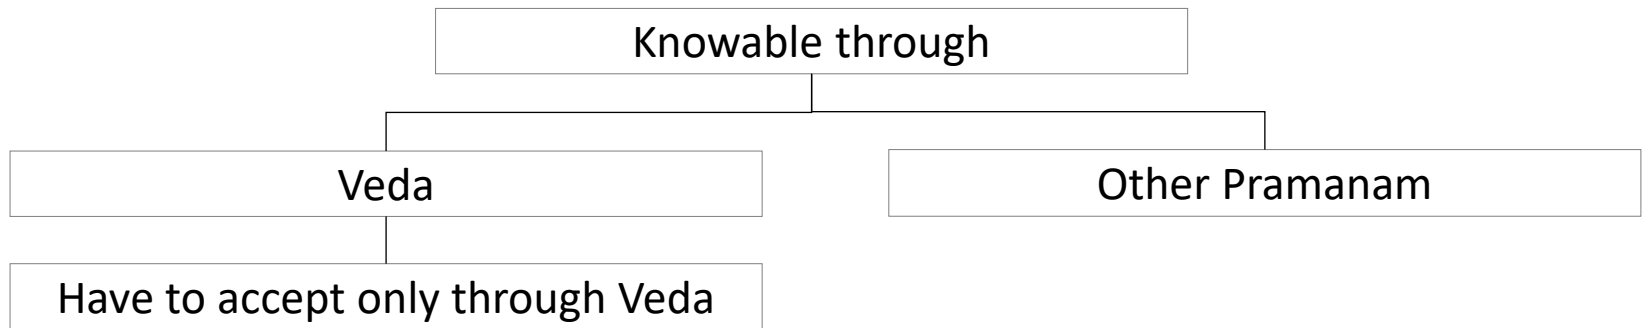 Knowable through
Veda
Other Pramanam
Have to accept only through Veda